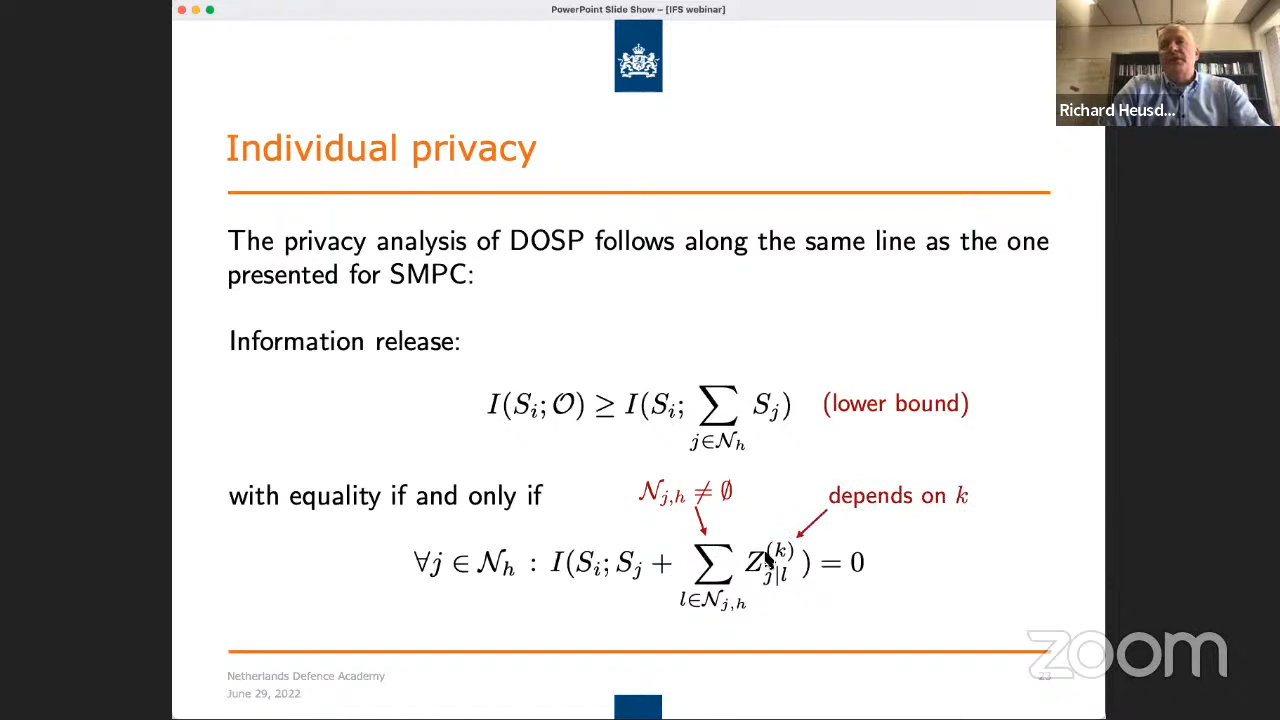 PowerPoint Slide Show – [IFS webinar]
Richard Heusd...
Individual privacy
The privacy analysis of DOSP follows along the same line as the one
presented for SMPC:
Information release:
I(S_i; 𝒪) ≥ I(S_i; ∑_{j∈𝒩_h} S_j) (lower bound)
with equality if and only if 𝒩_{j,h} ≠ ∅ depends on k
∀j ∈ 𝒩_h : I(S_i; S_j + ∑_{l∈𝒩_{j,h}} Z_{j|l}^{(k)}) = 0
zoom
Netherlands Defence Academy
23
June 29, 2022